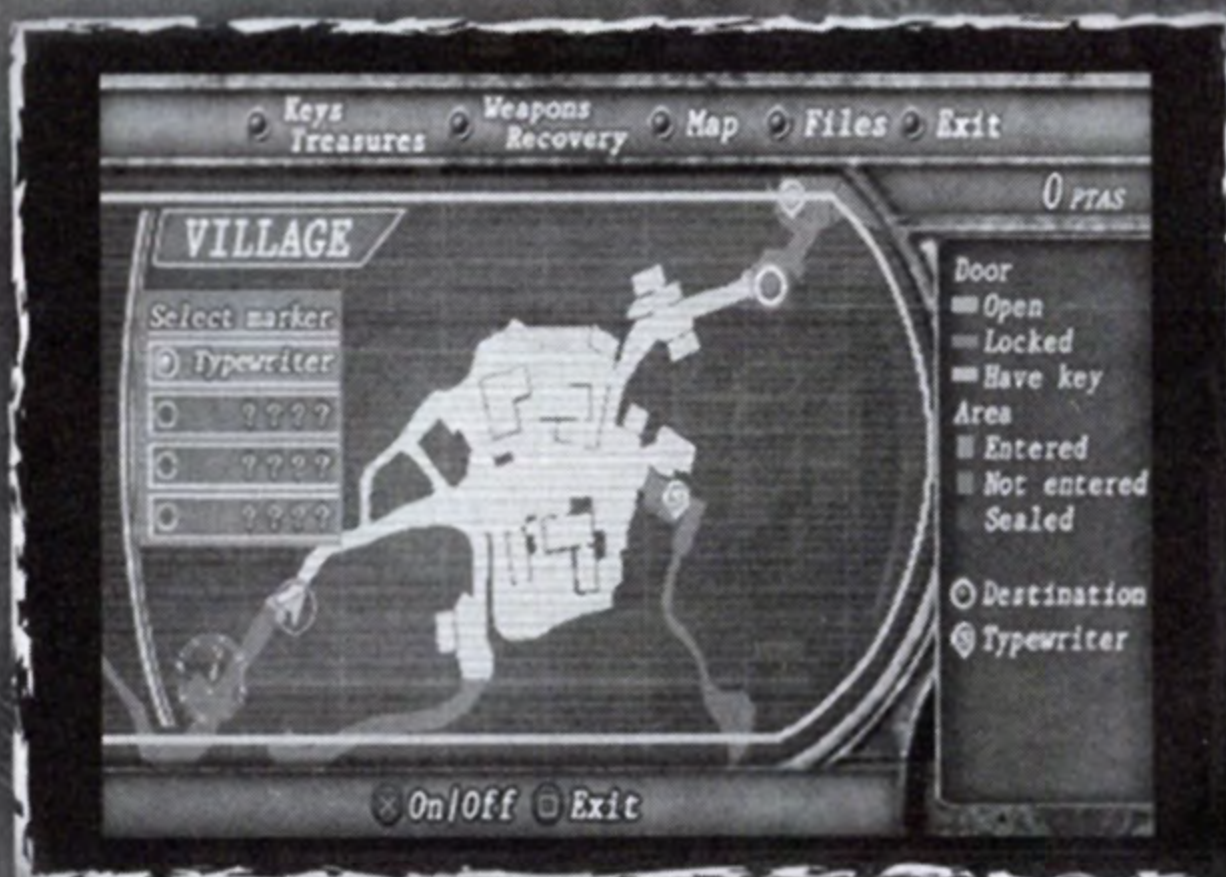 Keys
Treasures
Weapons
Recovery
Map
Files
Exit
0 PTAS
VILLAGE
Select marker
Typewriter
????
????
????
Door
Open
Locked
Have key
Area
Entered
Not entered
Sealed
Destination
Typewriter
On/Off
Exit